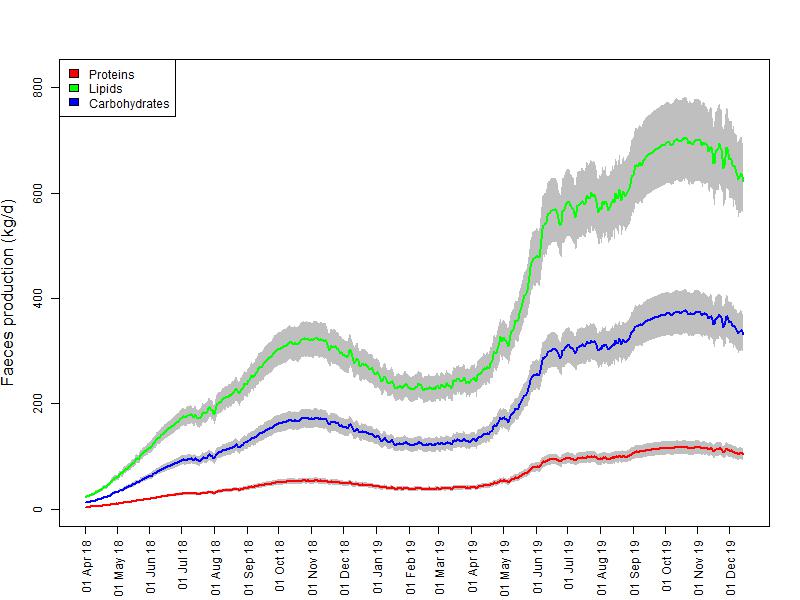 Proteins
Lipids
Carbohydrates
Faeces production (kg/d)
800
600
400
200
0
01 Apr 18
01 May 18
01 Jun 18
01 Jul 18
01 Aug 18
01 Sep 18
01 Oct 18
01 Nov 18
01 Dec 18
01 Jan 19
01 Feb 19
01 Mar 19
01 Apr 19
01 May 19
01 Jun 19
01 Jul 19
01 Aug 19
01 Sep 19
01 Oct 19
01 Nov 19
01 Dec 19